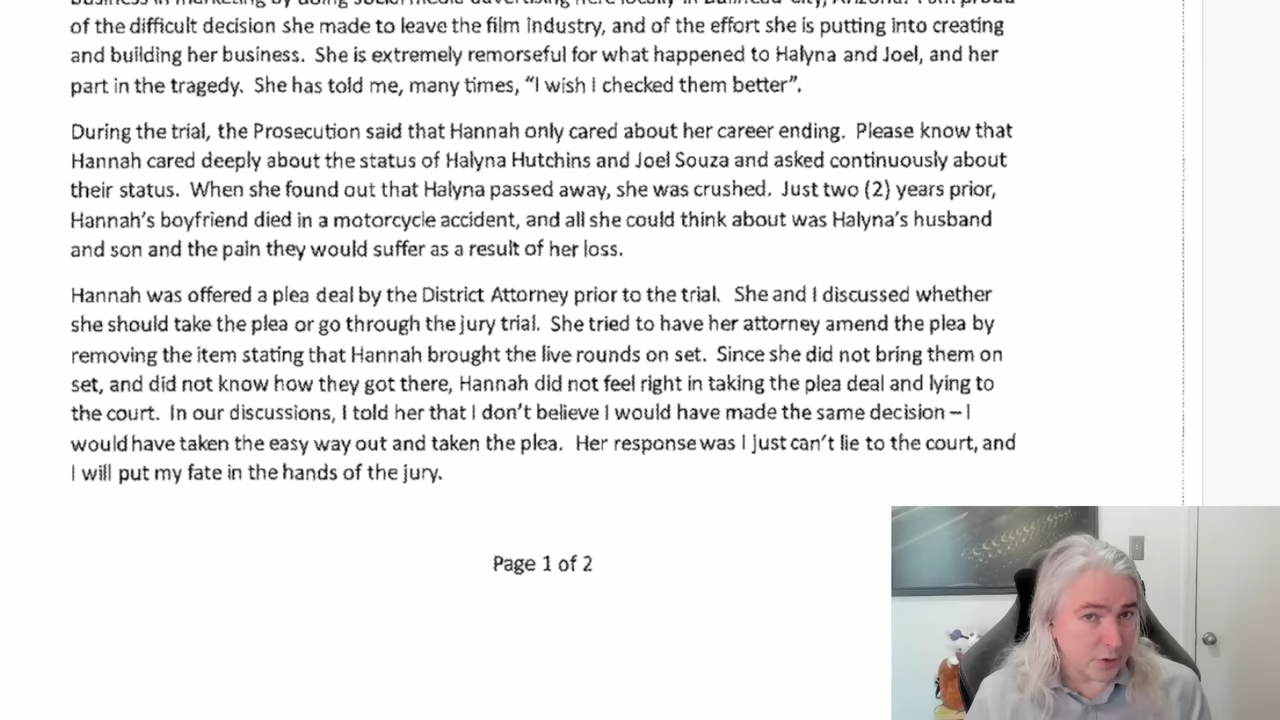 of the difficult decision she made to leave the film industry, and of the effort she is putting into creating
and building her business. She is extremely remorseful for what happened to Halyna and Joel, and her
part in the tragedy. She has told me, many times, “I wish I checked them better”.
During the trial, the Prosecution said that Hannah only cared about her career ending. Please know that
Hannah cared deeply about the status of Halyna Hutchins and Joel Souza and asked continuously about
their status. When she found out that Halyna passed away, she was crushed. Just two (2) years prior,
Hannah’s boyfriend died in a motorcycle accident, and all she could think about was Halyna’s husband
and son and the pain they would suffer as a result of her loss.
Hannah was offered a plea deal by the District Attorney prior to the trial. She and I discussed whether
she should take the plea or go through the jury trial. She tried to have her attorney amend the plea by
removing the item stating that Hannah brought the live rounds on set. Since she did not bring them on
set, and did not know how they got there, Hannah did not feel right in taking the plea deal and lying to
the court. In our discussions, I told her that I don’t believe I would have made the same decision – I
would have taken the easy way out and taken the plea. Her response was I just can’t lie to the court, and
I will put my fate in the hands of the jury.
Page 1 of 2